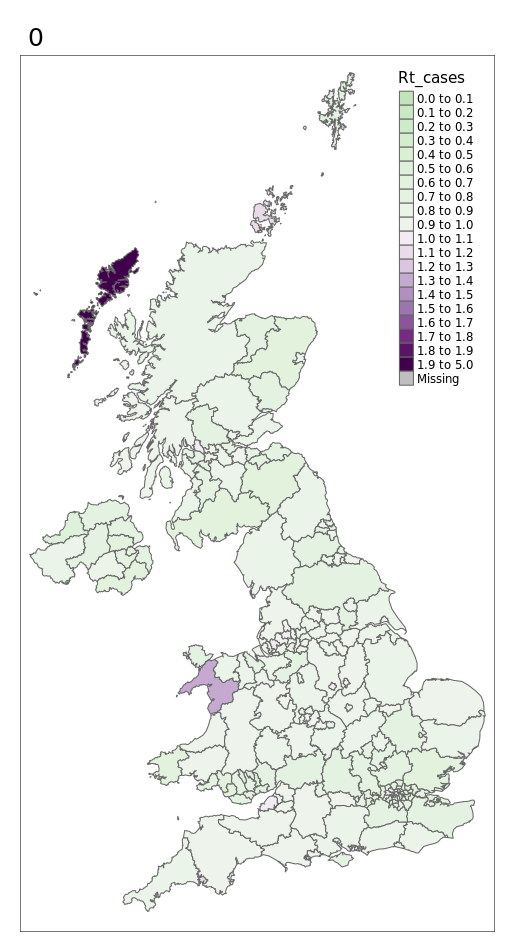 0
Rt_cases
0.0 to 0.1
0.1 to 0.2
0.2 to 0.3
0.3 to 0.4
0.4 to 0.5
0.5 to 0.6
0.6 to 0.7
0.7 to 0.8
0.8 to 0.9
0.9 to 1.0
1.0 to 1.1
1.1 to 1.2
1.2 to 1.3
1.3 to 1.4
1.4 to 1.5
1.5 to 1.6
1.6 to 1.7
1.7 to 1.8
1.8 to 1.9
1.9 to 5.0
Missing